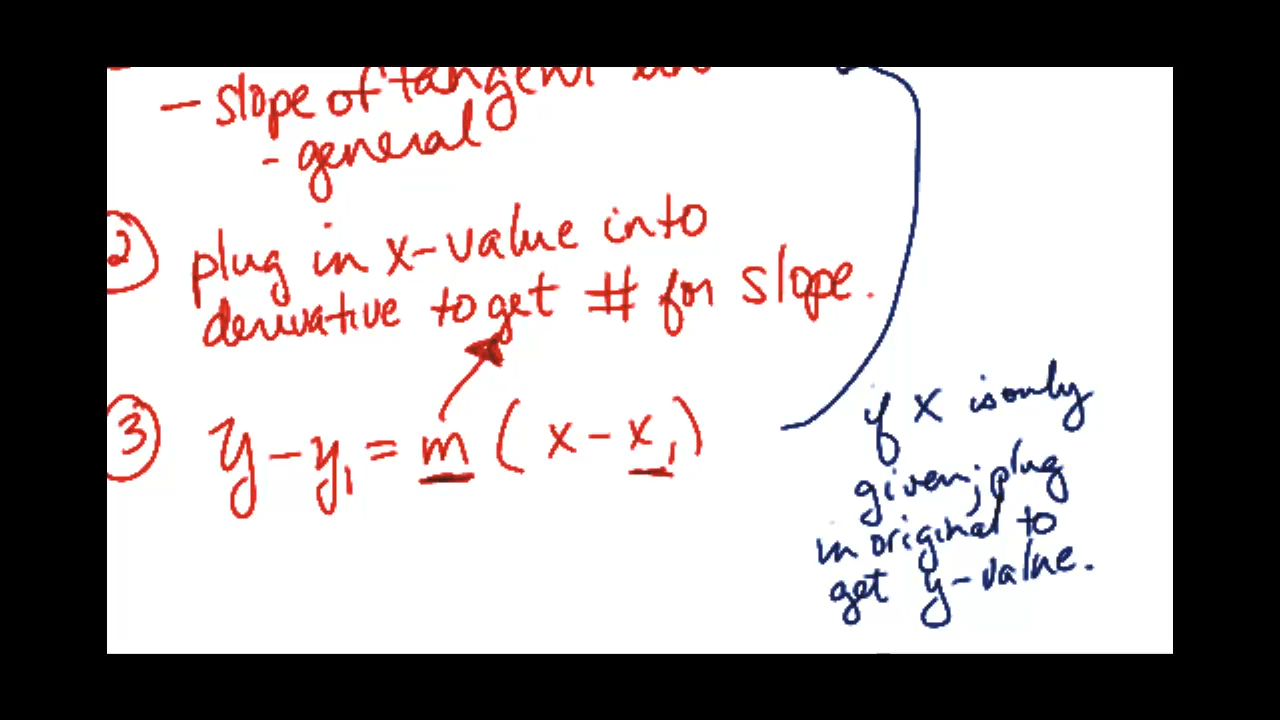 — slope of tangent
- general
② plug in x-value into
derivative to get # for slope.
③ y - y₁ = m ( x - x₁ )
if x is only
given; plug
in original to
get y-value.